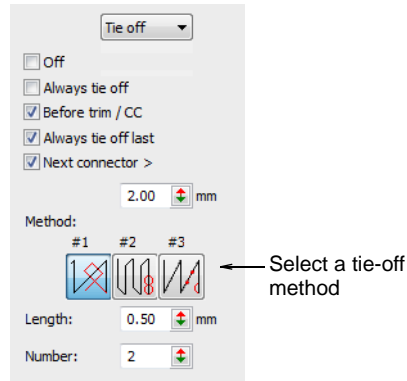 Tie off
Off
Always tie off
Before trim / CC
Always tie off last
Next connector >
2.00 mm
Method:
#1 #2 #3
Select a tie-off
method
Length: 0.50 mm
Number: 2